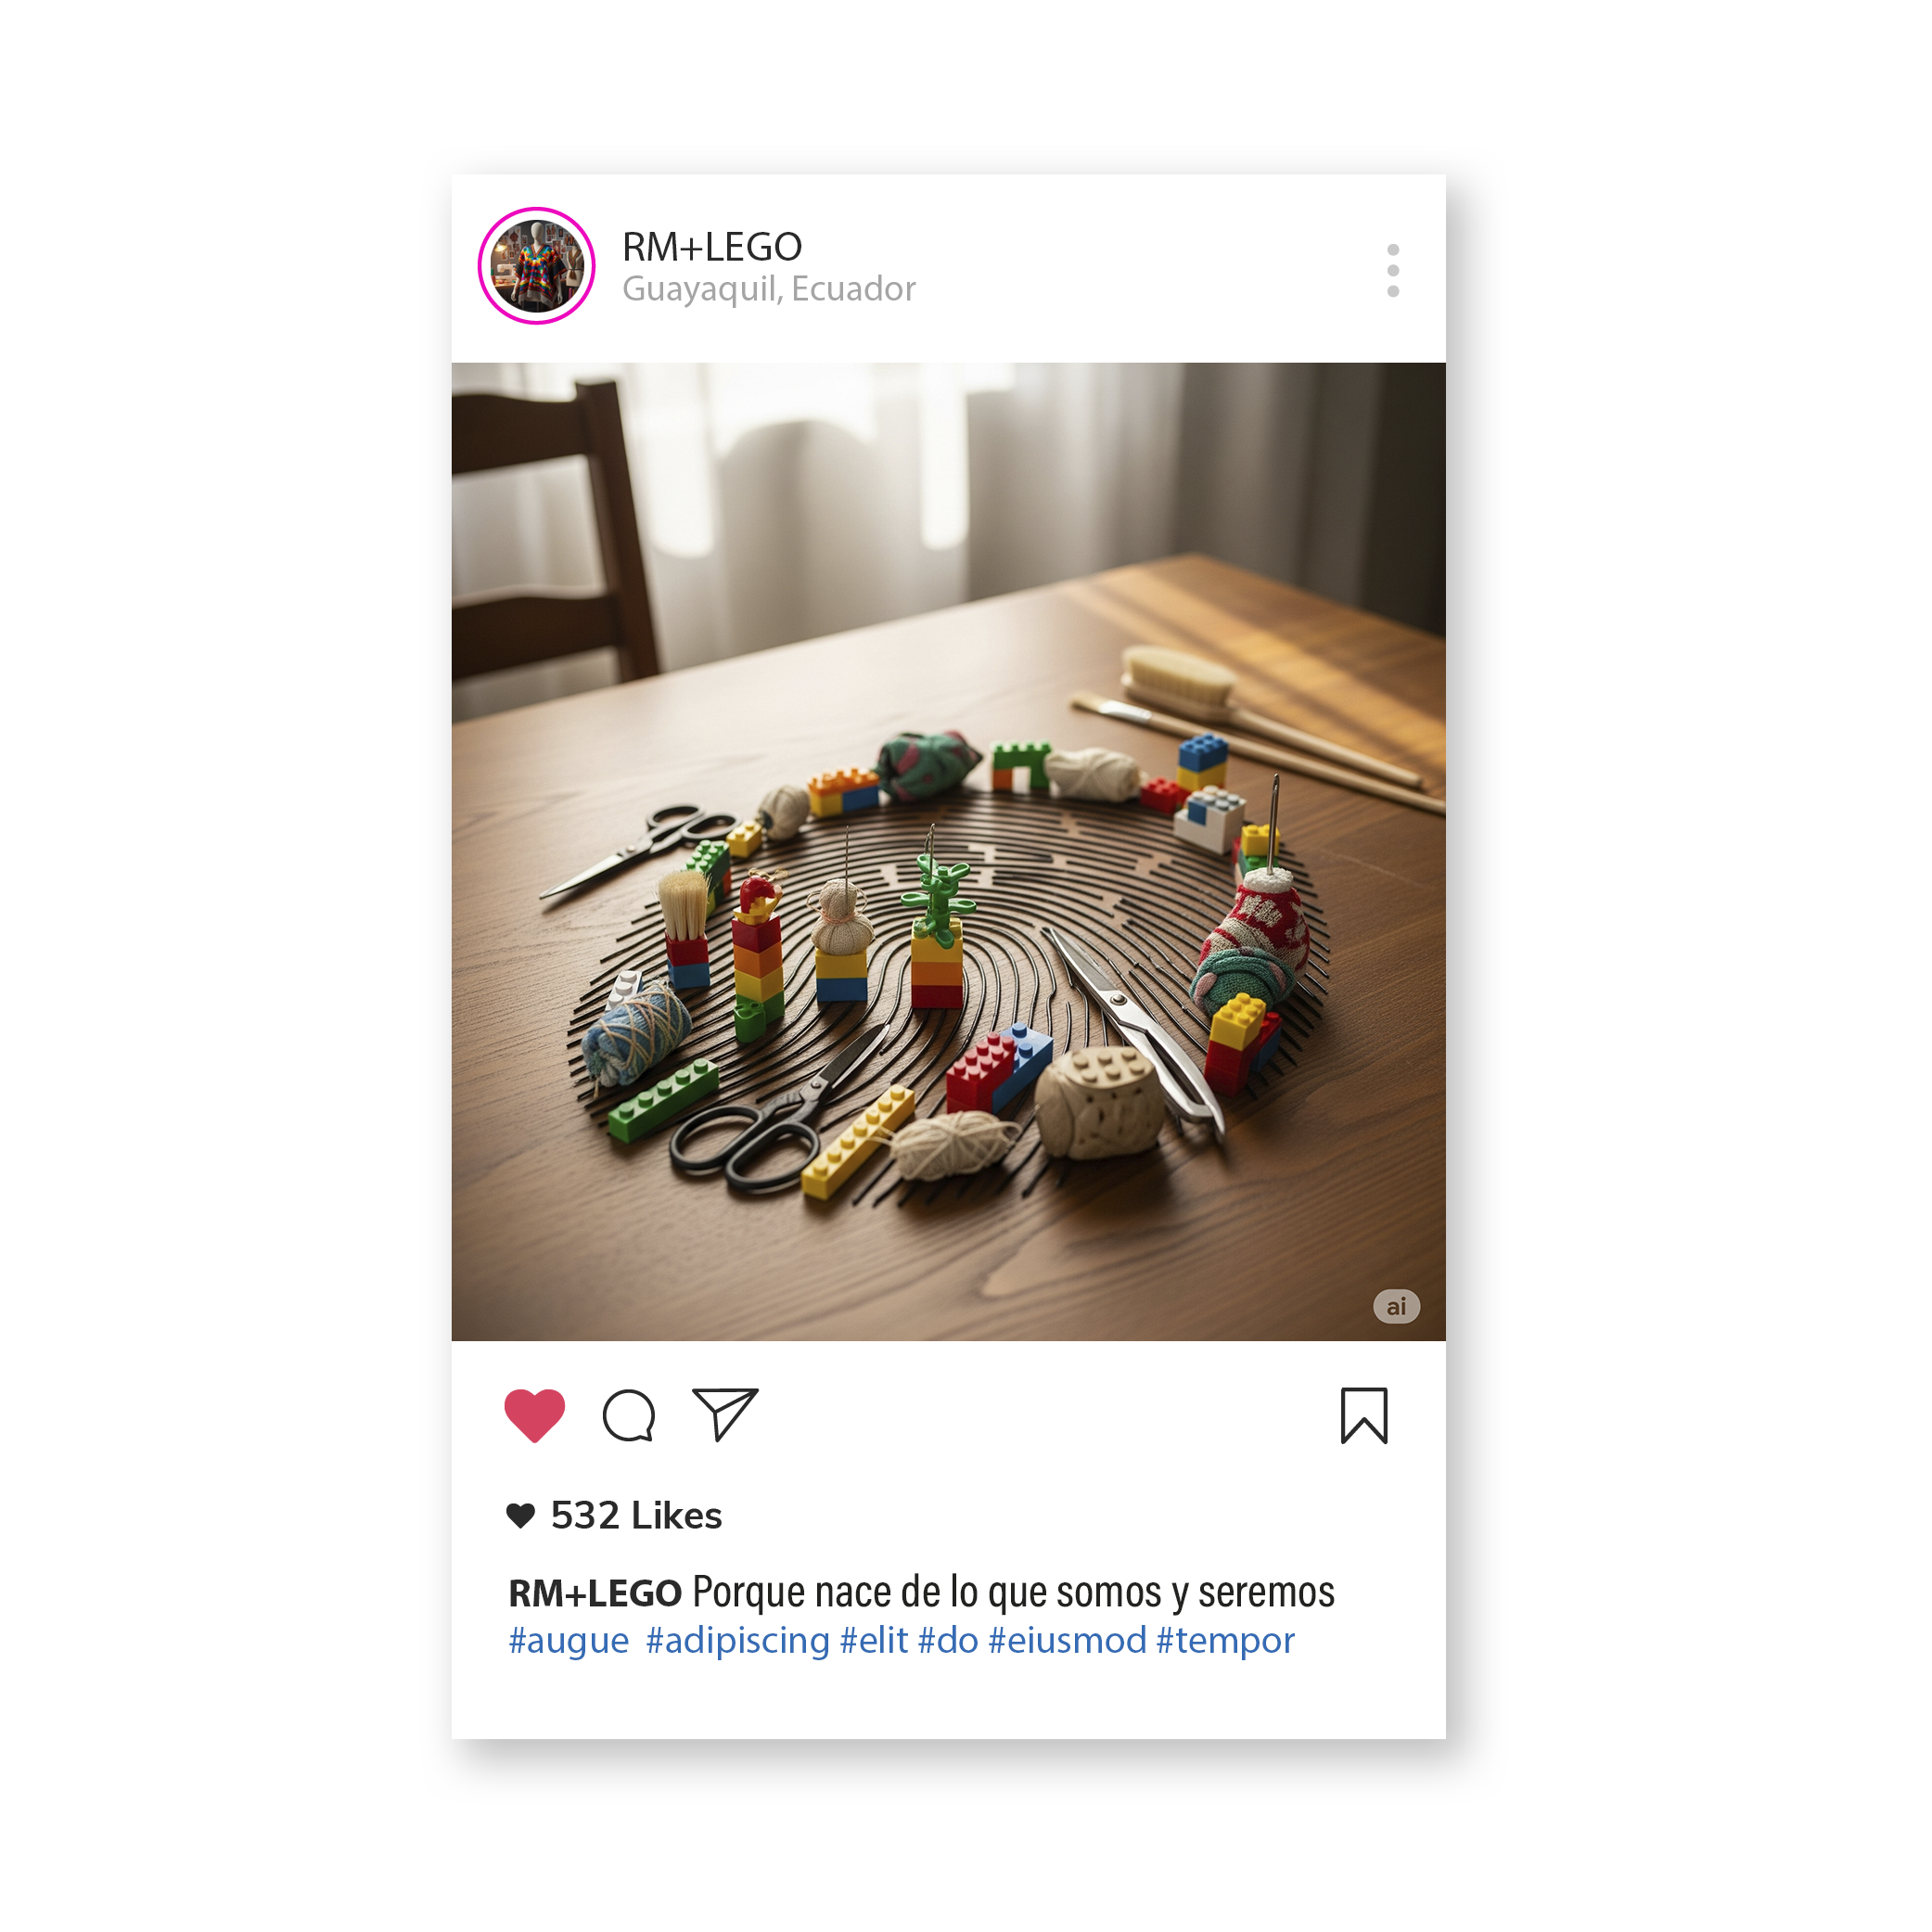 RM+LEGO
Guayaquil, Ecuador
ai
532 Likes
RM+LEGO Porque nace de lo que somos y seremos
#augue #adipiscing #elit #do #eiusmod #tempor